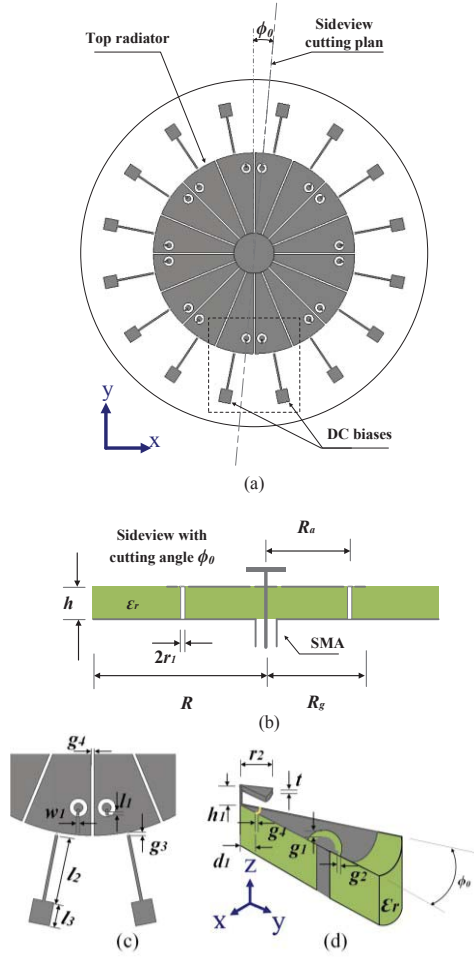 ϕ₀
Sideview
cutting plan
Top radiator
y
x
DC biases
(a)
Sideview with
cutting angle ϕ₀
Rₐ
h
εr
2r₁
SMA
R
R_g
(b)
g₄
w₁
l₁
g₃
l₂
l₃
(c)
r₂
t
h₁
g₄
g₁
d₁
g₂
z
x
y
εr
ϕ₀
(d)